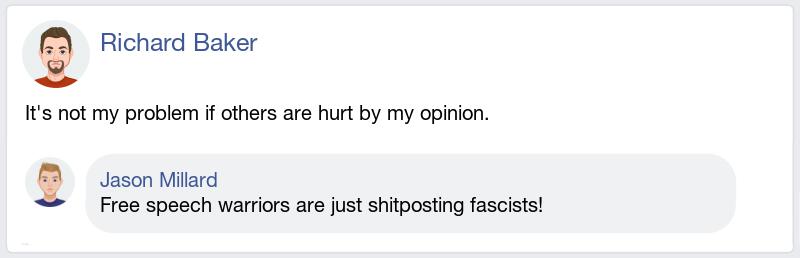 Richard Baker
It's not my problem if others are hurt by my opinion.
Jason Millard
Free speech warriors are just shitposting fascists!